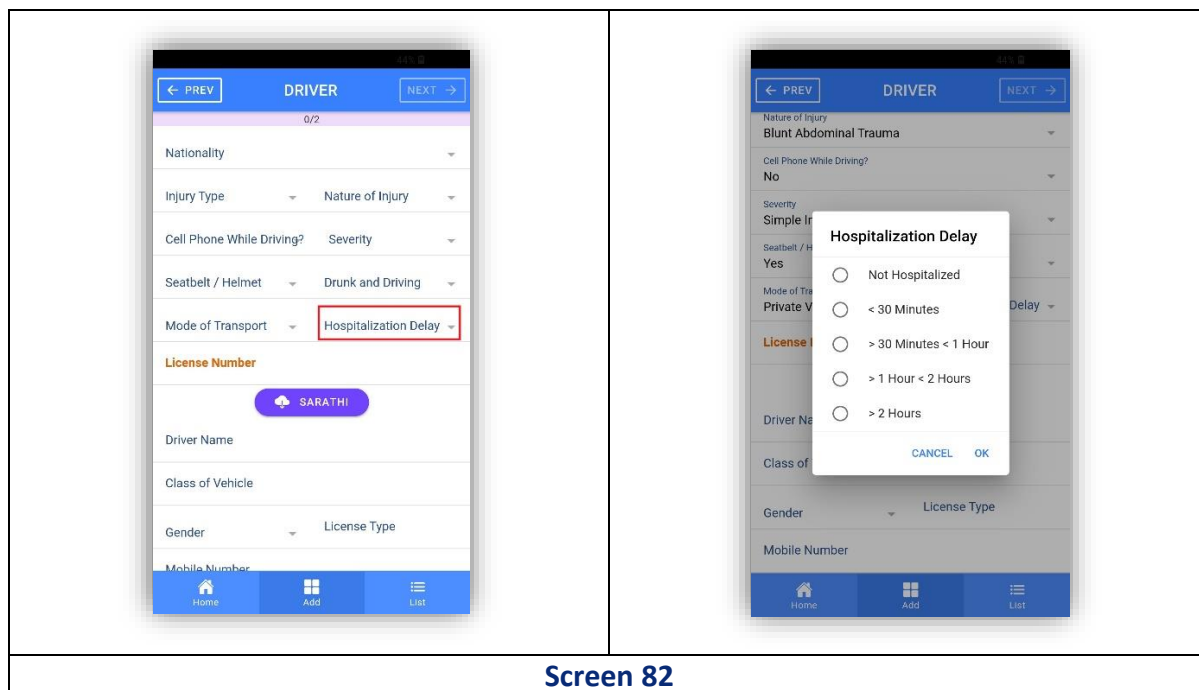 44%
← PREV DRIVER NEXT →
0/2
Nationality
Injury Type Nature of Injury
Cell Phone While Driving? Severity
Seatbelt / Helmet Drunk and Driving
Mode of Transport Hospitalization Delay
License Number
SARATHI
Driver Name
Class of Vehicle
Gender License Type
Mobile Number
Home Add List
44%
← PREV DRIVER NEXT →
Nature of Injury
Blunt Abdominal Trauma
Cell Phone While Driving?
No
Severity
Simple
Seatbelt / H
Yes
Mode of Tra
Private V Delay
License
Hospitalization Delay
Not Hospitalized
< 30 Minutes
> 30 Minutes < 1 Hour
> 1 Hour < 2 Hours
> 2 Hours
CANCEL OK
Driver Na
Class of
Gender License Type
Mobile Number
Home Add List
Screen 82